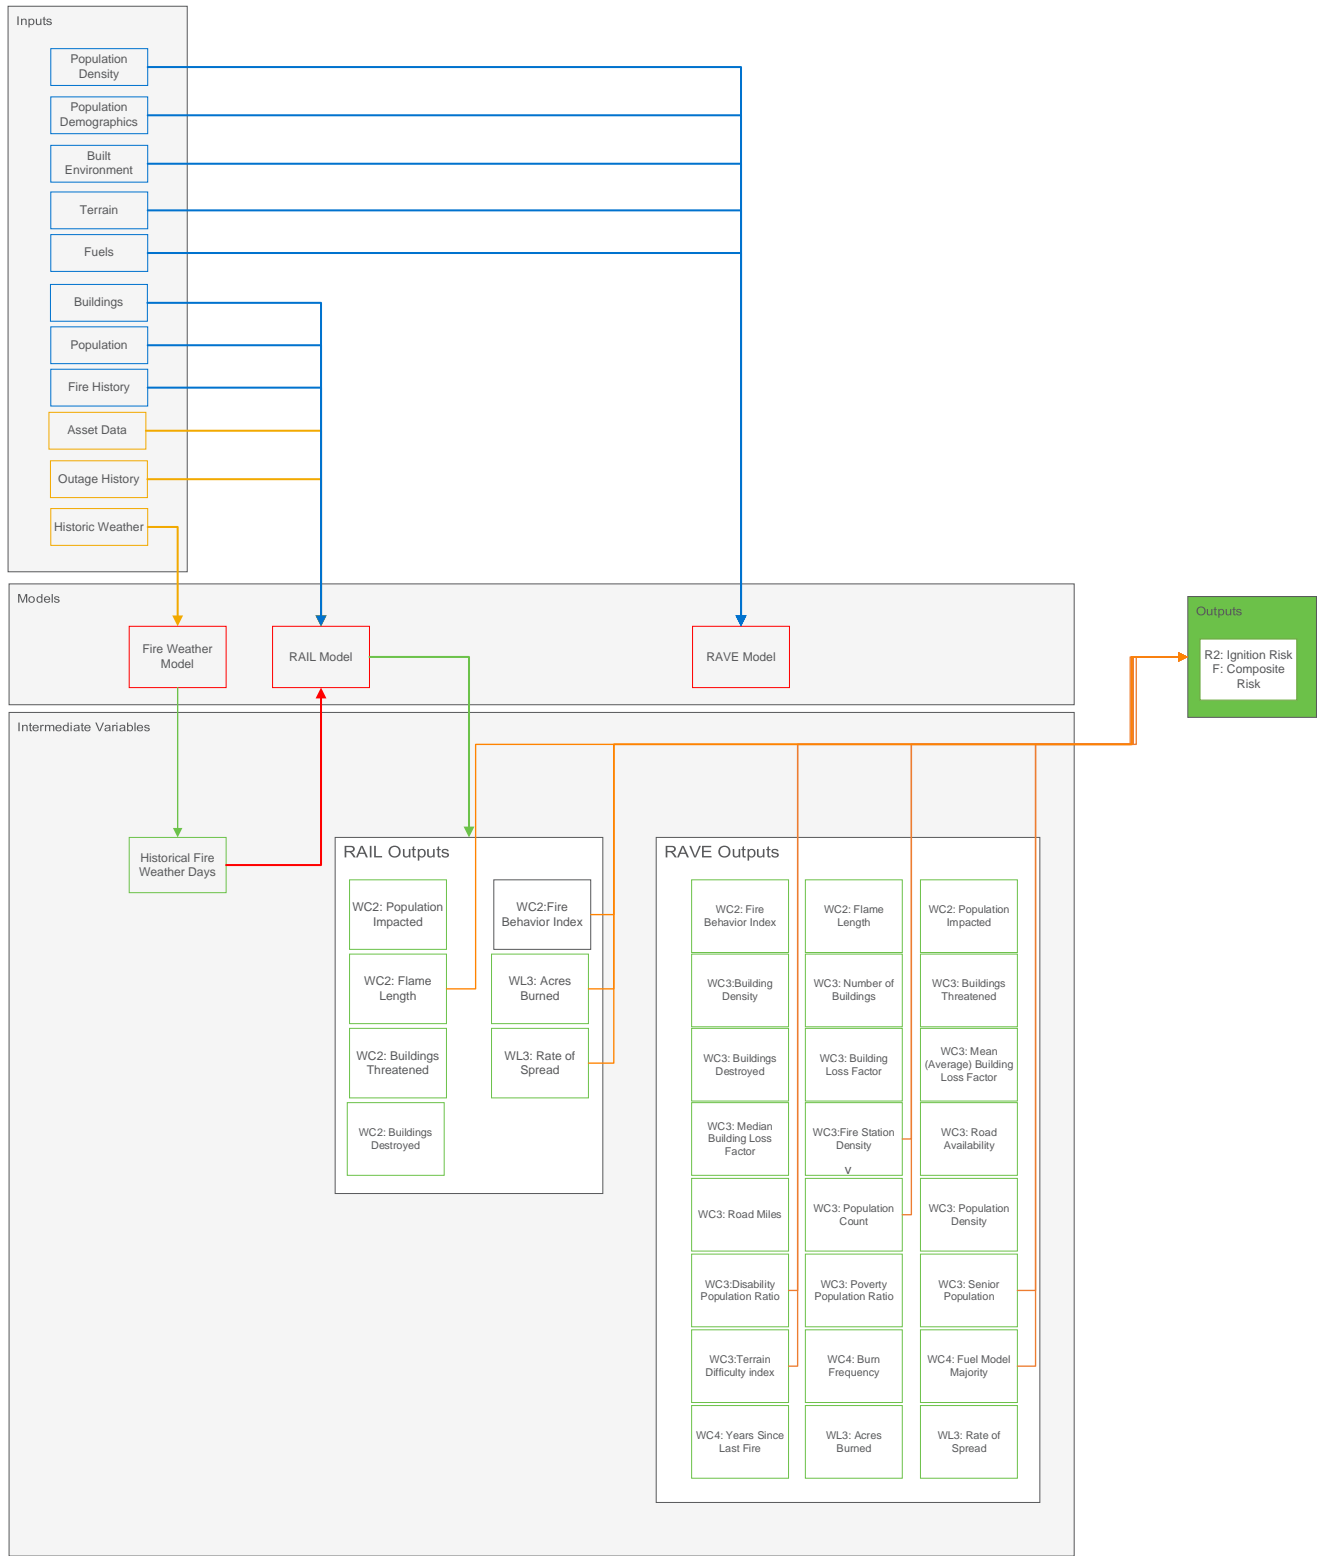 Inputs
Population
Density
Population
Demographics
Built
Environment
Terrain
Fuels
Buildings
Population
Fire History
Asset Data
Outage History
Historic Weather
Models
Fire Weather
Model
RAIL Model
RAVE Model
Outputs
R2: Ignition Risk
F: Composite
Risk
Intermediate Variables
Historical Fire
Weather Days
RAIL Outputs
WC2: Population
Impacted
WC2:Fire
Behavior Index
WC2: Flame
Length
WL3: Acres
Burned
WC2: Buildings
Threatened
WL3: Rate of
Spread
WC2: Buildings
Destroyed
RAVE Outputs
WC2: Fire
Behavior Index
WC2: Flame
Length
WC2: Population
Impacted
WC3:Building
Density
WC3: Number of
Buildings
WC3: Buildings
Threatened
WC3: Buildings
Destroyed
WC3: Building
Loss Factor
WC3: Mean
(Average) Building
Loss Factor
WC3: Median
Building Loss
Factor
WC3:Fire Station
Density
v
WC3: Road
Availability
WC3: Road Miles
WC3: Population
Count
WC3: Population
Density
WC3:Disability
Population Ratio
WC3: Poverty
Population Ratio
WC3: Senior
Population
WC3:Terrain
Difficulty index
WC4: Burn
Frequency
WC4: Fuel Model
Majority
WC4: Years Since
Last Fire
WL3: Acres
Burned
WL3: Rate of
Spread